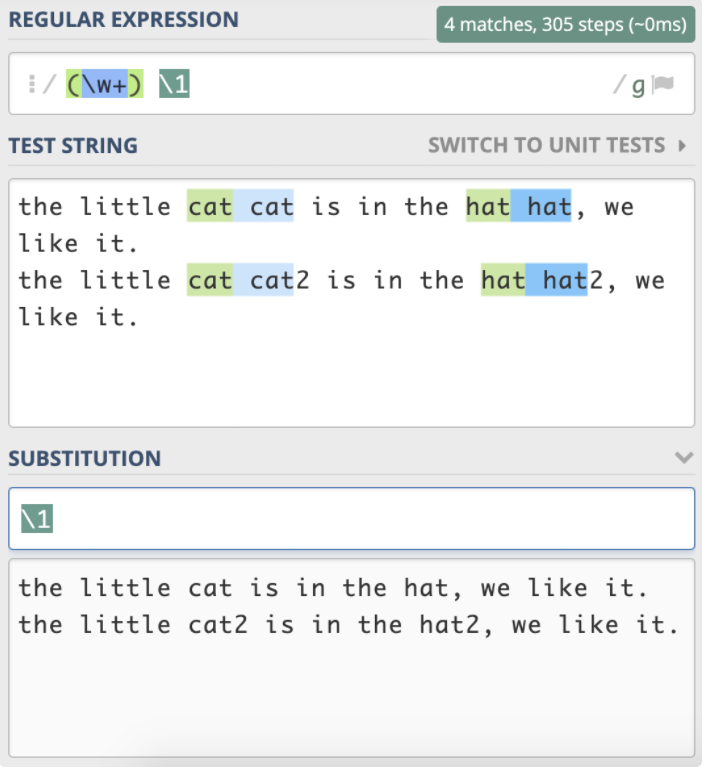 REGULAR EXPRESSION
4 matches, 305 steps (~0ms)
/ (\w+) \1 / g
TEST STRING
SWITCH TO UNIT TESTS
the little cat cat is in the hat hat, we
like it.
the little cat cat2 is in the hat hat2, we
like it.
SUBSTITUTION
\1
the little cat is in the hat, we like it.
the little cat2 is in the hat2, we like it.